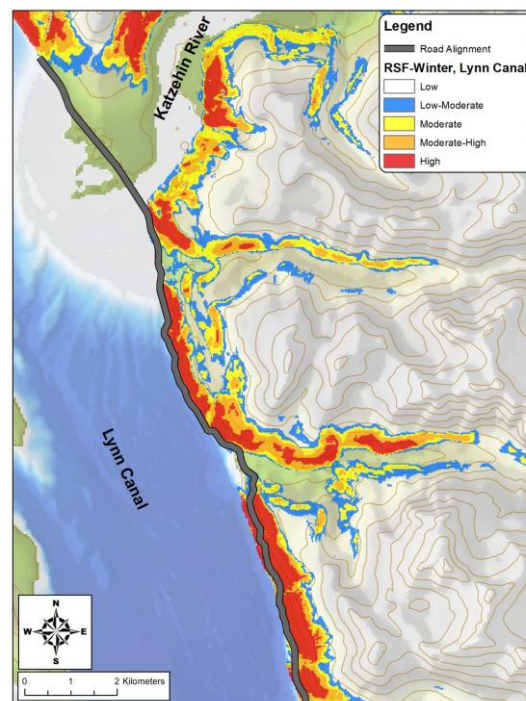 Legend
Road Alignment
RSF-Winter, Lynn Canal
Low
Low-Moderate
Moderate
Moderate-High
High
Katzehin River
Lynn Canal
N
W E
S
0 1 2 Kilometers